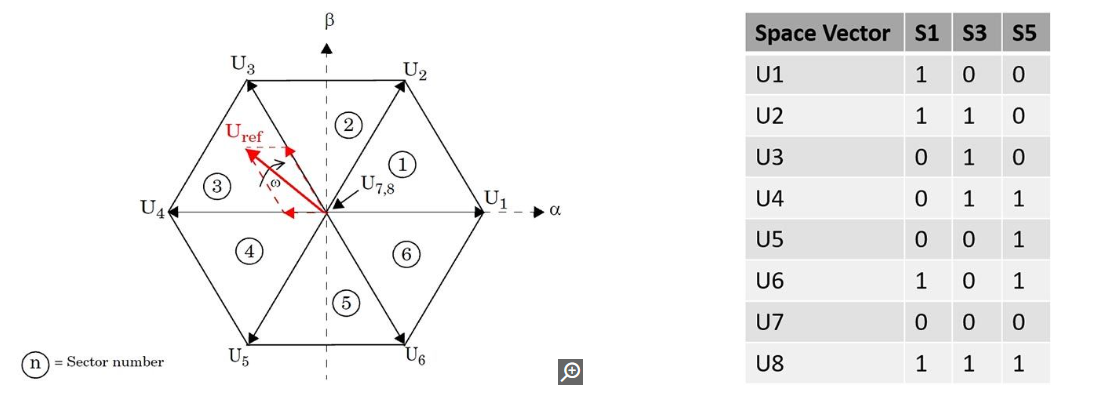 β
U3
U2
Uref
2
1
ω
3
U7,8
U4
U1
α
4
6
5
U5
U6
n = Sector number
Space Vector S1 S3 S5
U1 1 0 0
U2 1 1 0
U3 0 1 0
U4 0 1 1
U5 0 0 1
U6 1 0 1
U7 0 0 0
U8 1 1 1